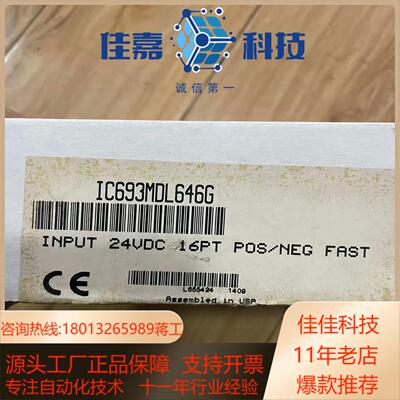 佳嘉 科技
诚信第一
IC693MDL646G
INPUT 24VDC 16PT POS/NEG FAST
CE
L655424 1409
Assembled in USA
咨询热线:18013265989蒋工
源头工厂正品保障 支持开票
专注自动化技术 十一年行业经验
佳佳科技
11年老店
爆款推荐